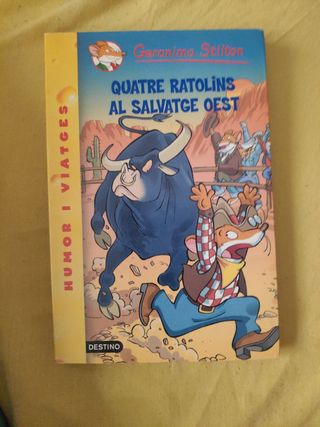 Geronimo Stilton
QUATRE RATOLINS
AL SALVATGE OEST
HUMOR I VIATGES
DESTINO